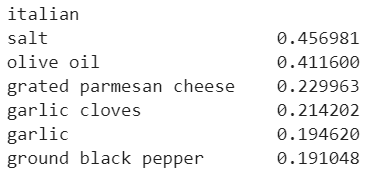 italian
salt 0.456981
olive oil 0.411600
grated parmesan cheese 0.229963
garlic cloves 0.214202
garlic 0.194620
ground black pepper 0.191048